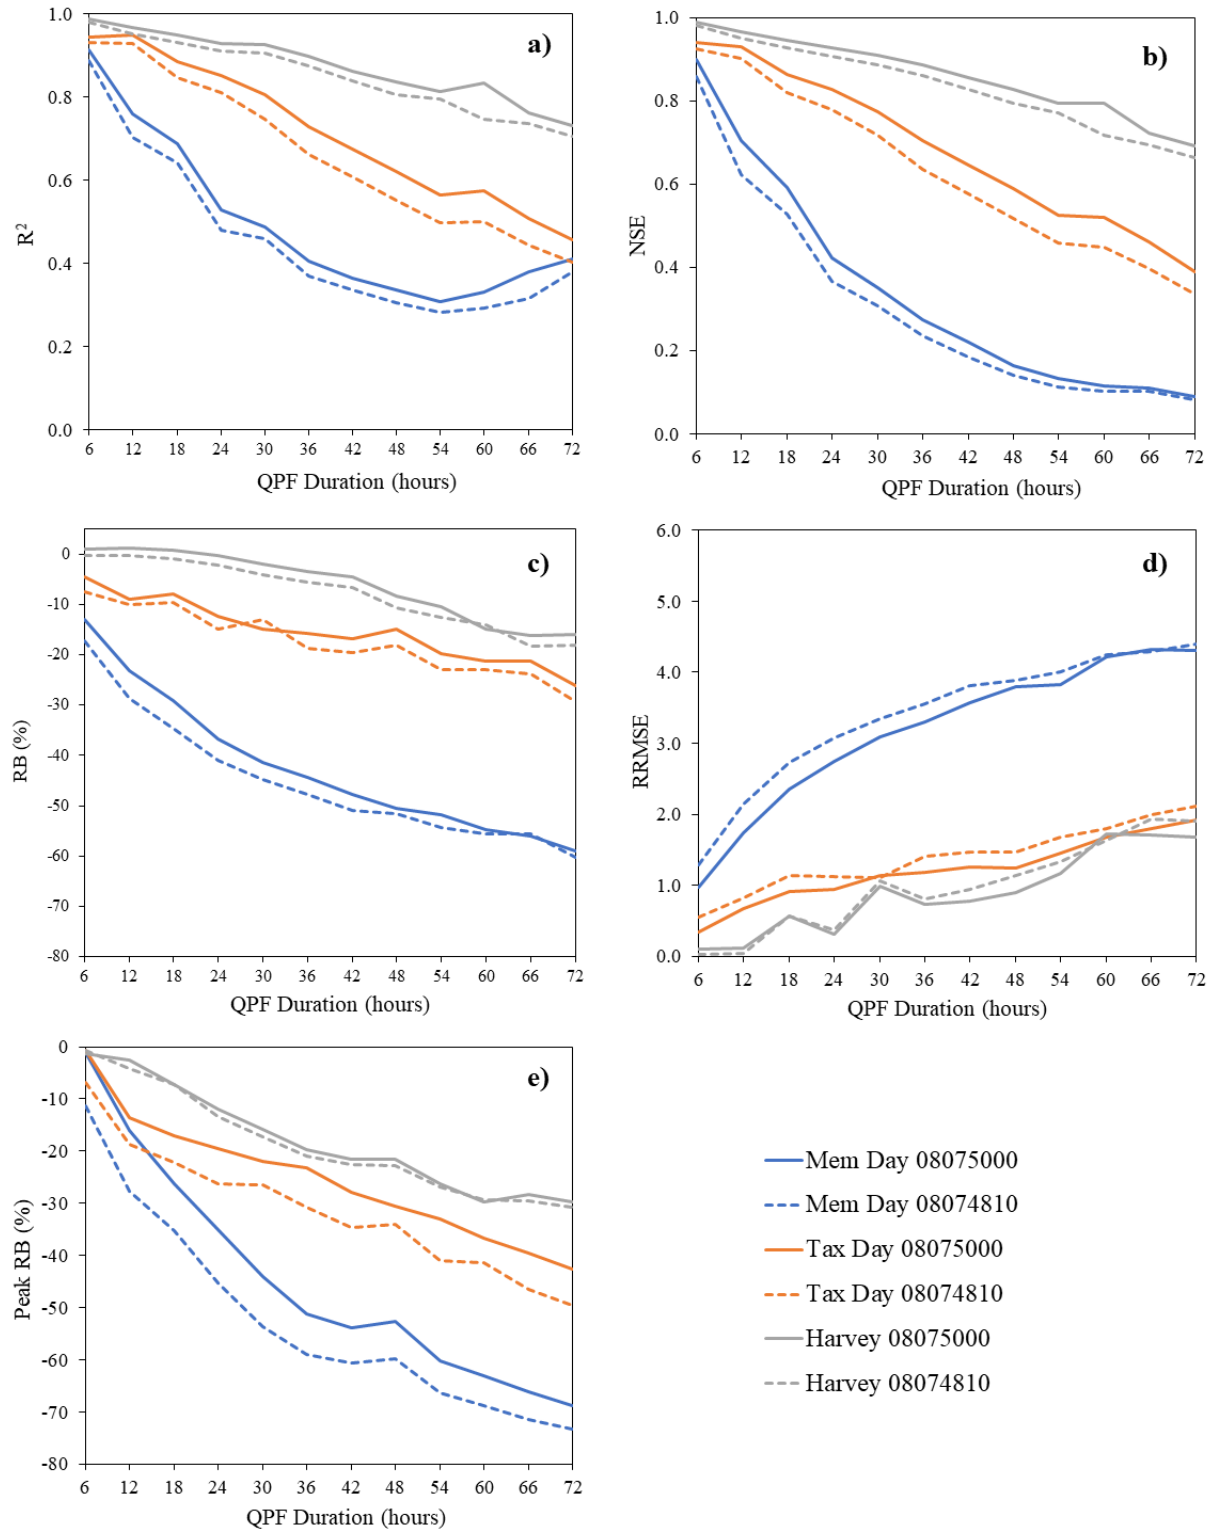 a)
1.0
0.8
0.6
0.4
0.2
0.0
R2
6 12 18 24 30 36 42 48 54 60 66 72
QPF Duration (hours)
b)
1.0
0.8
0.6
0.4
0.2
0.0
NSE
6 12 18 24 30 36 42 48 54 60 66 72
QPF Duration (hours)
c)
0
-10
-20
-30
-40
-50
-60
-70
-80
RB (%)
6 12 18 24 30 36 42 48 54 60 66 72
QPF Duration (hours)
d)
6.0
5.0
4.0
3.0
2.0
1.0
0.0
RRMSE
6 12 18 24 30 36 42 48 54 60 66 72
QPF Duration (hours)
e)
0
-10
-20
-30
-40
-50
-60
-70
-80
Peak RB (%)
6 12 18 24 30 36 42 48 54 60 66 72
QPF Duration (hours)
Mem Day 08075000
Mem Day 08074810
Tax Day 08075000
Tax Day 08074810
Harvey 08075000
Harvey 08074810